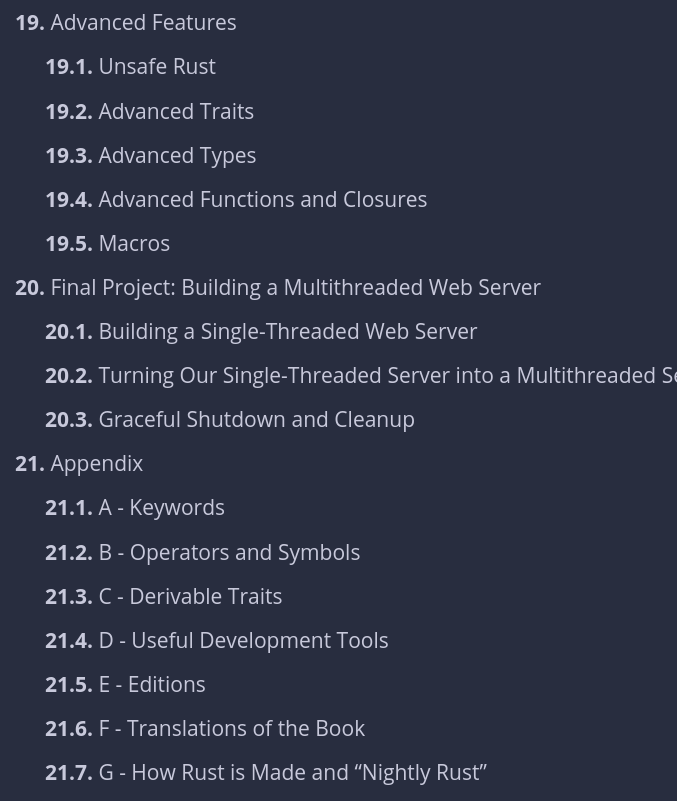 19. Advanced Features
19.1. Unsafe Rust
19.2. Advanced Traits
19.3. Advanced Types
19.4. Advanced Functions and Closures
19.5. Macros
20. Final Project: Building a Multithreaded Web Server
20.1. Building a Single-Threaded Web Server
20.2. Turning Our Single-Threaded Server into a Multithreaded
20.3. Graceful Shutdown and Cleanup
21. Appendix
21.1. A - Keywords
21.2. B - Operators and Symbols
21.3. C - Derivable Traits
21.4. D - Useful Development Tools
21.5. E - Editions
21.6. F - Translations of the Book
21.7. G - How Rust is Made and “Nightly Rust”